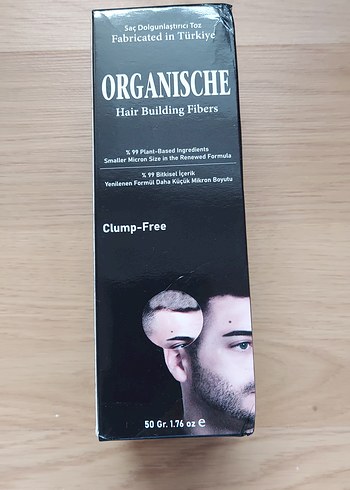 Saç Dolgunlaştırıcı Toz
Fabricated in Türkiye
ORGANISCHE
Hair Building Fibers
% 99 Plant-Based Ingredients
Smaller Micron Size in the Renewed Formula
% 99 Bitkisel İçerik
Yenilenen Formül Daha Küçük Mikron Boyutu
Clump-Free
50 Gr. 1.76 oz ℮